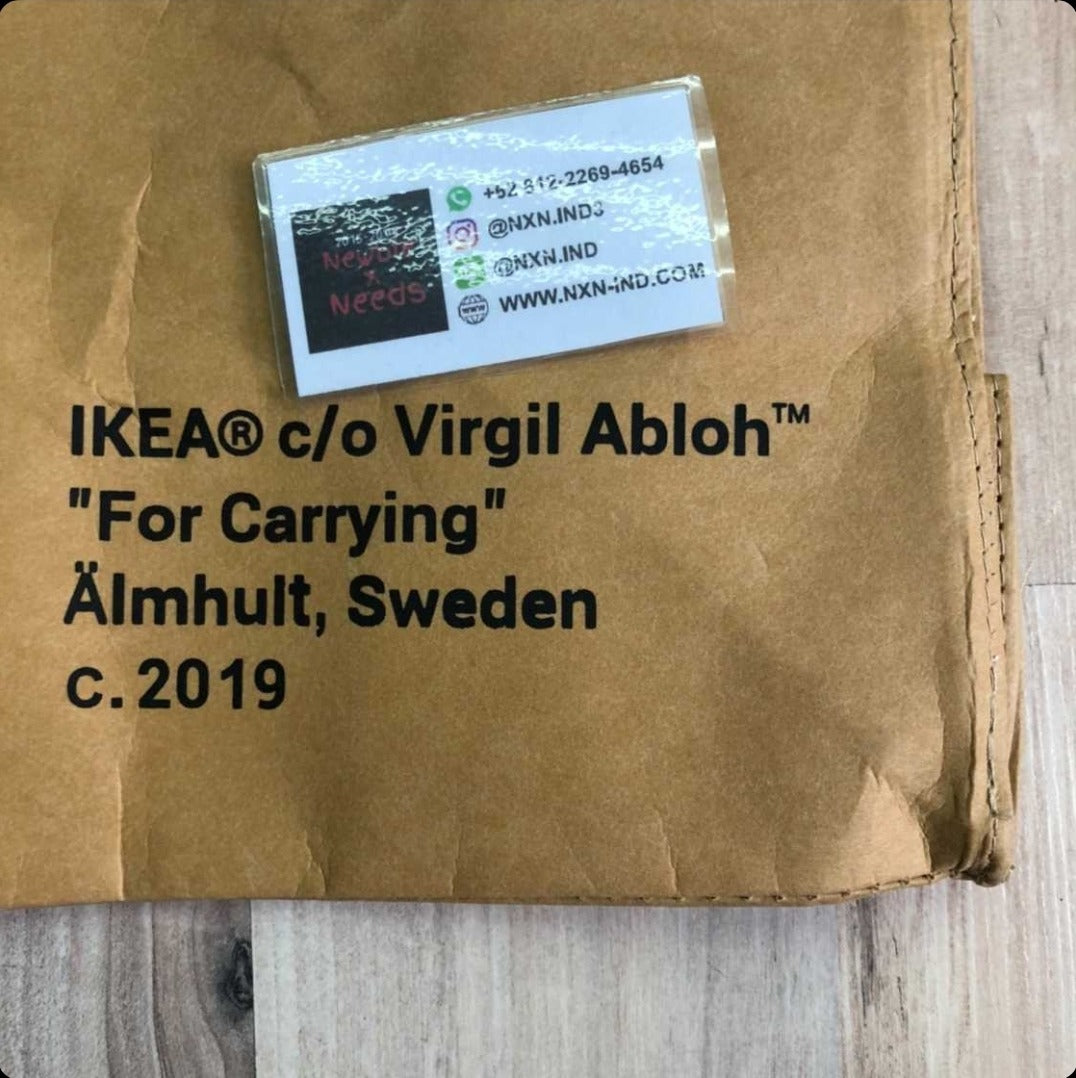 +62 812-2269-4654
@NXN.IND3
@NXN.IND
WWW.NXN-IND.COM
Needs
X
IKEA® c/o Virgil Abloh™
"For Carrying"
Älmhult, Sweden
c. 2019